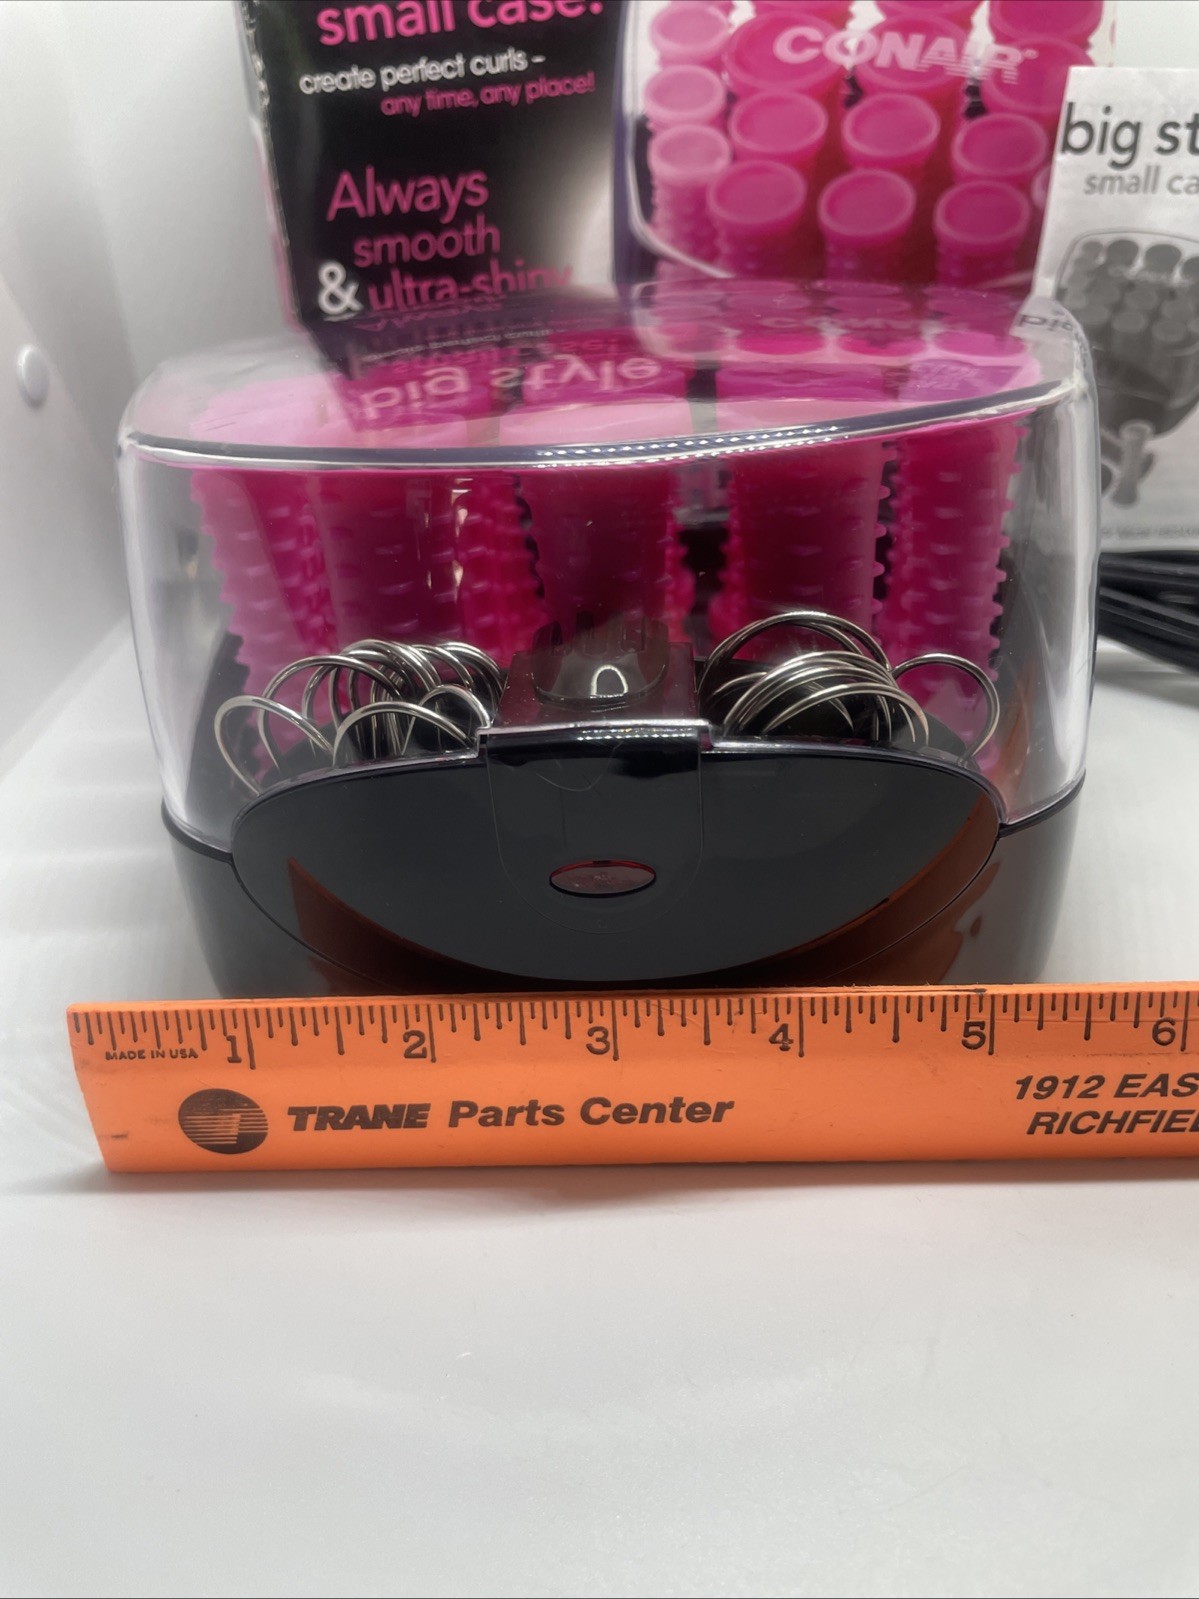 small case!
create perfect curls -
any time, any place!
Always
smooth
& ultra-shiny
CONAIR
big st
small ca
big style
1 2 3 4 5 6
MADE IN USA
TRANE Parts Center
1912 EAS
RICHFIEL